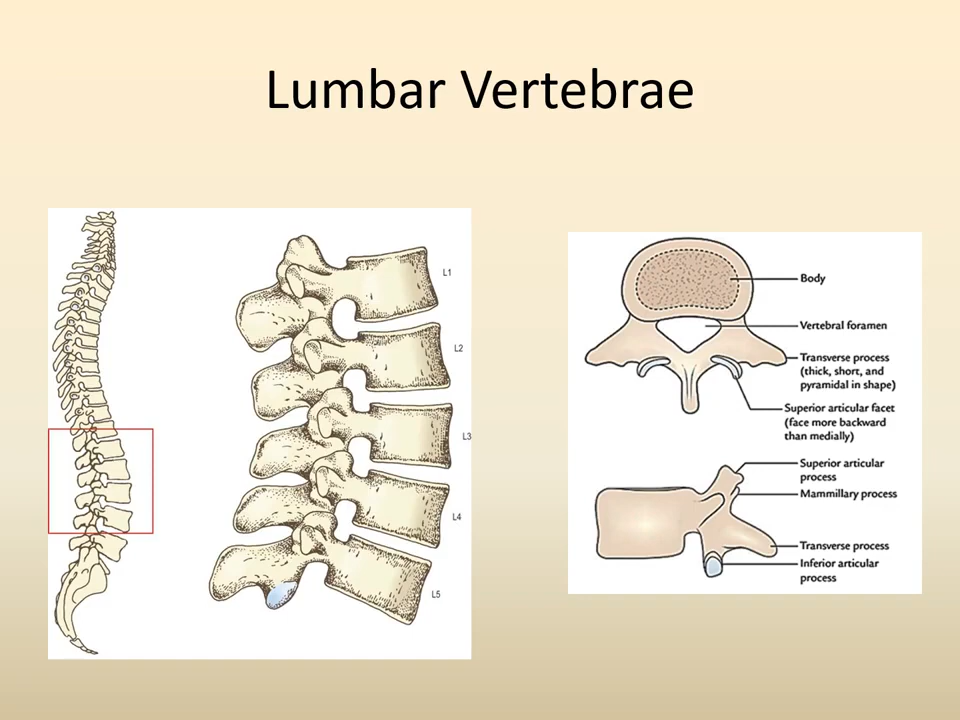 Lumbar Vertebrae
L1
L2
L3
L4
L5
Body
Vertebral foramen
Transverse process
(thick, short, and
pyramidal in shape)
Superior articular facet
(face more backward
than medially)
Superior articular
process
Mammillary process
Transverse process
Inferior articular
process